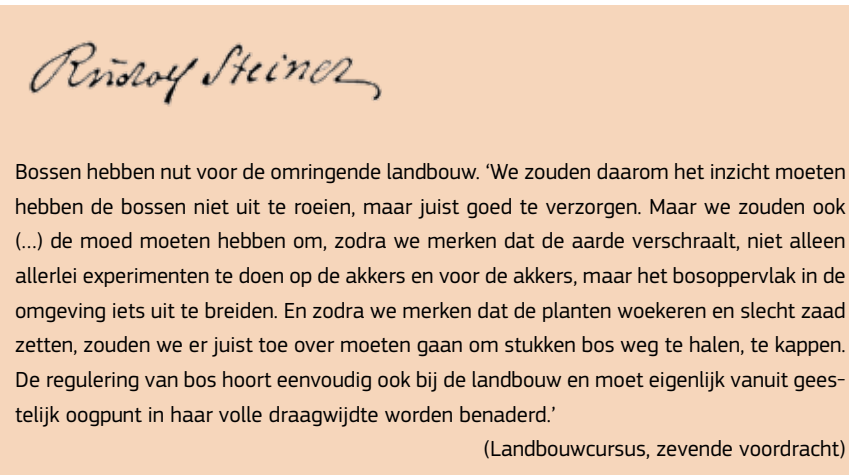 Rudolf Steiner
Bossen hebben nut voor de omringende landbouw. ‘We zouden daarom het inzicht moeten
hebben de bossen niet uit te roeien, maar juist goed te verzorgen. Maar we zouden ook
(...) de moed moeten hebben om, zodra we merken dat de aarde verschraalt, niet alleen
allerlei experimenten te doen op de akkers en voor de akkers, maar het bosoppervlak in de
omgeving iets uit te breiden. En zodra we merken dat de planten woekeren en slecht zaad
zetten, zouden we er juist toe over moeten gaan om stukken bos weg te halen, te kappen.
De regulering van bos hoort eenvoudig ook bij de landbouw en moet eigenlijk vanuit gees-
telijk oogpunt in haar volle draagwijdte worden benaderd.’
(Landbouwcursus, zevende voordracht)